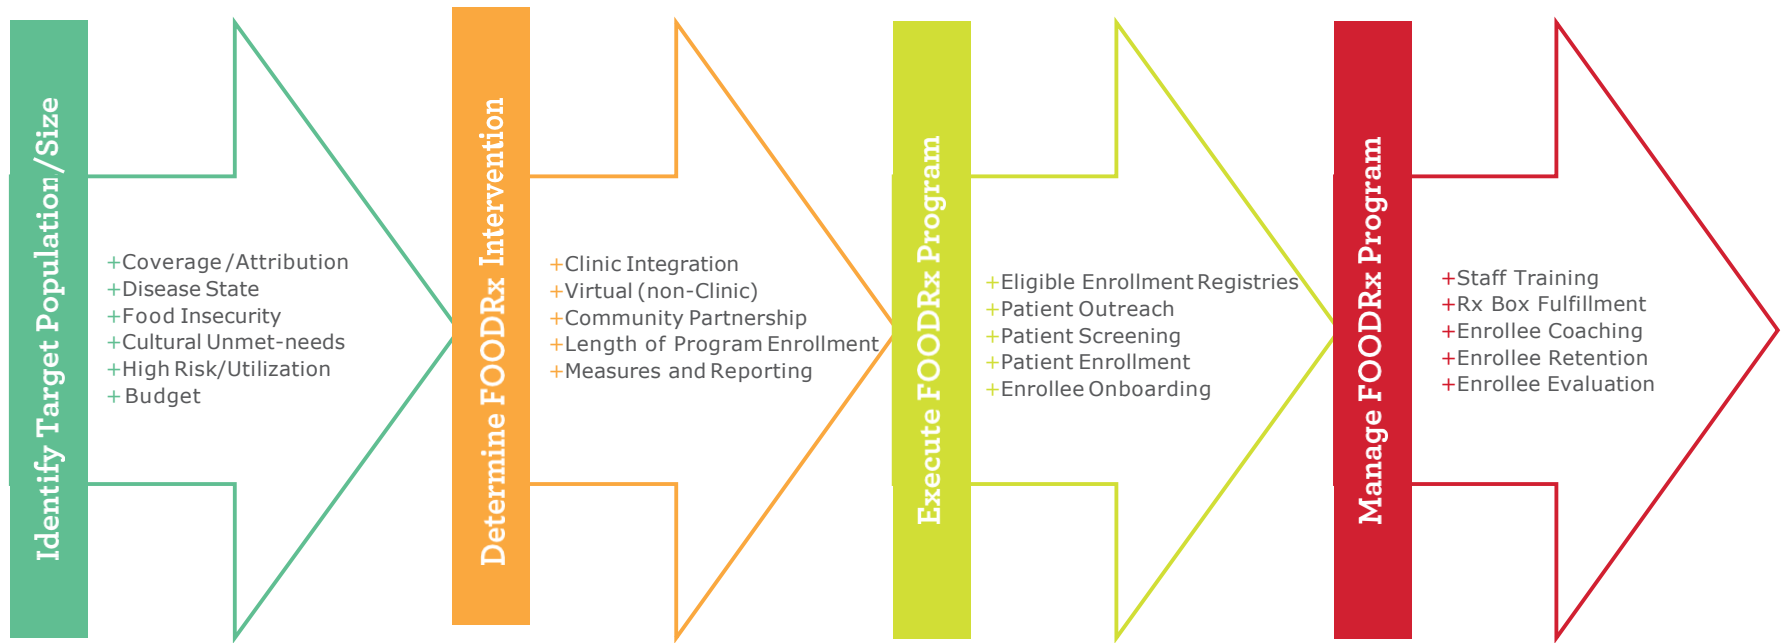 Identify Target Population/Size
+Coverage/Attribution
+Disease State
+Food Insecurity
+Cultural Unmet-needs
+High Risk/Utilization
+Budget
Determine FOODRx Intervention
+Clinic Integration
+Virtual (non-Clinic)
+Community Partnership
+Length of Program Enrollment
+Measures and Reporting
Execute FOODRx Program
+Eligible Enrollment Registries
+Patient Outreach
+Patient Screening
+Patient Enrollment
+Enrollee Onboarding
Manage FOODRx Program
+Staff Training
+Rx Box Fulfillment
+Enrollee Coaching
+Enrollee Retention
+Enrollee Evaluation